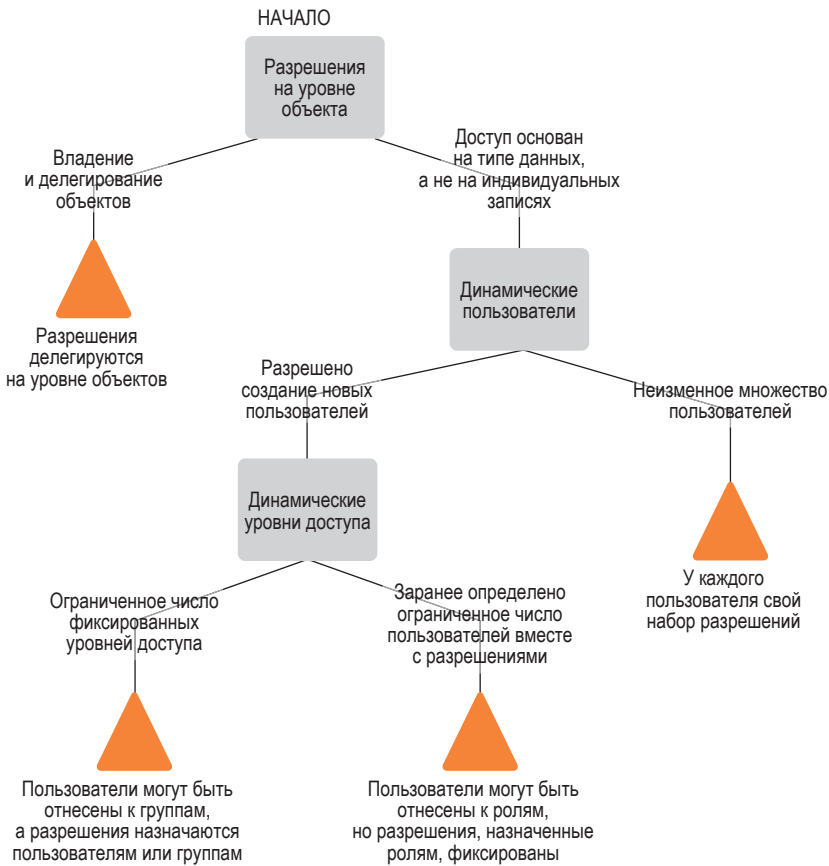 НАЧАЛО
Разрешения
на уровне
объекта
Владение
и делегирование
объектов
Доступ основан
на типе данных,
а не на индивидуальных
записях
Разрешения
делегируются
на уровне объектов
Динамические
пользователи
Разрешено
создание новых
пользователей
Неизменное множество
пользователей
Динамические
уровни доступа
У каждого
пользователя свой
набор разрешений
Ограниченное число
фиксированных
уровней доступа
Заранее определено
ограниченное число
пользователей вместе
с разрешениями
Пользователи могут быть
отнесены к группам,
а разрешения назначаются
пользователям или группам
Пользователи могут быть
отнесены к ролям,
но разрешения, назначенные
ролям, фиксированы